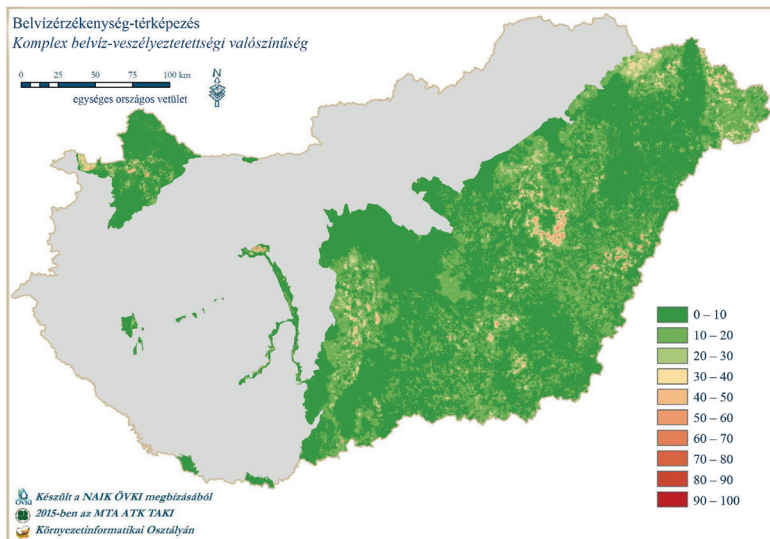 Belvízérzékenység-térképezés
Komplex belvíz-veszélyeztetettségi valószínűség
0 25 50 75 100 km
N
egységes országos vetület
0 – 10
10 – 20
20 – 30
30 – 40
40 – 50
50 – 60
60 – 70
70 – 80
80 – 90
90 – 100
ÖVKI
Készült a NAIK ÖVKI megbízásából
2015-ben az MTA ATK TAKI
Környezetinformatikai Osztályán